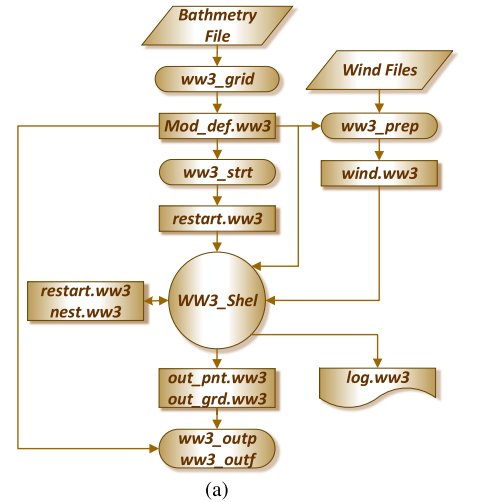 Bathmetry
File
ww3_grid
Wind Files
Mod_def.ww3
ww3_prep
ww3_strt
wind.ww3
restart.ww3
restart.ww3
nest.ww3
WW3_Shel
out_pnt.ww3
out_grd.ww3
log.ww3
ww3_outp
ww3_outf
(a)